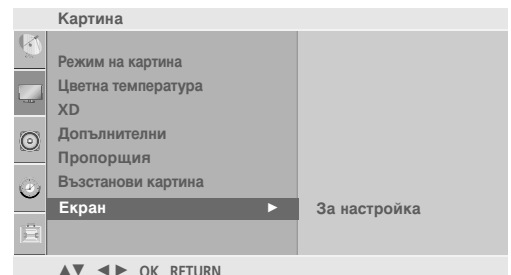 Картина
Режим на картина
Цветна температура
XD
Допълнителни
Пропорция
Възстанови картина
Екран ► За настройка
▲▼ ◄► OK RETURN